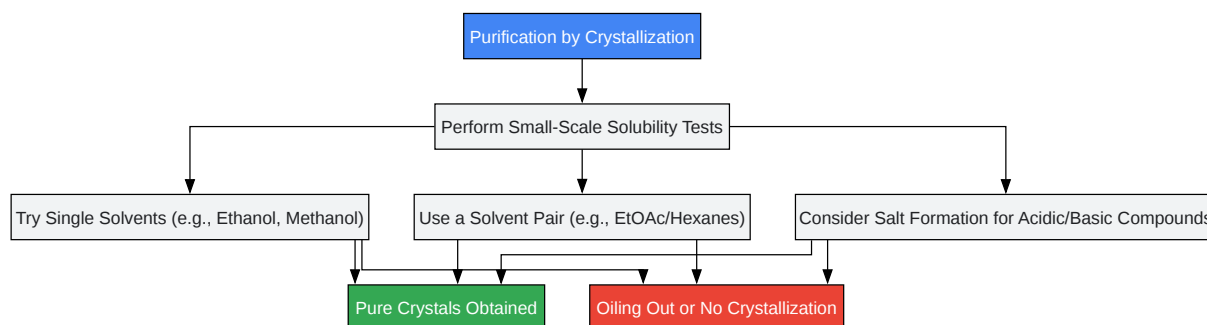 Purification by Crystallization
Perform Small-Scale Solubility Tests
Try Single Solvents (e.g., Ethanol, Methanol)
Use a Solvent Pair (e.g., EtOAc/Hexanes)
Consider Salt Formation for Acidic/Basic Compounds
Pure Crystals Obtained
Oiling Out or No Crystallization